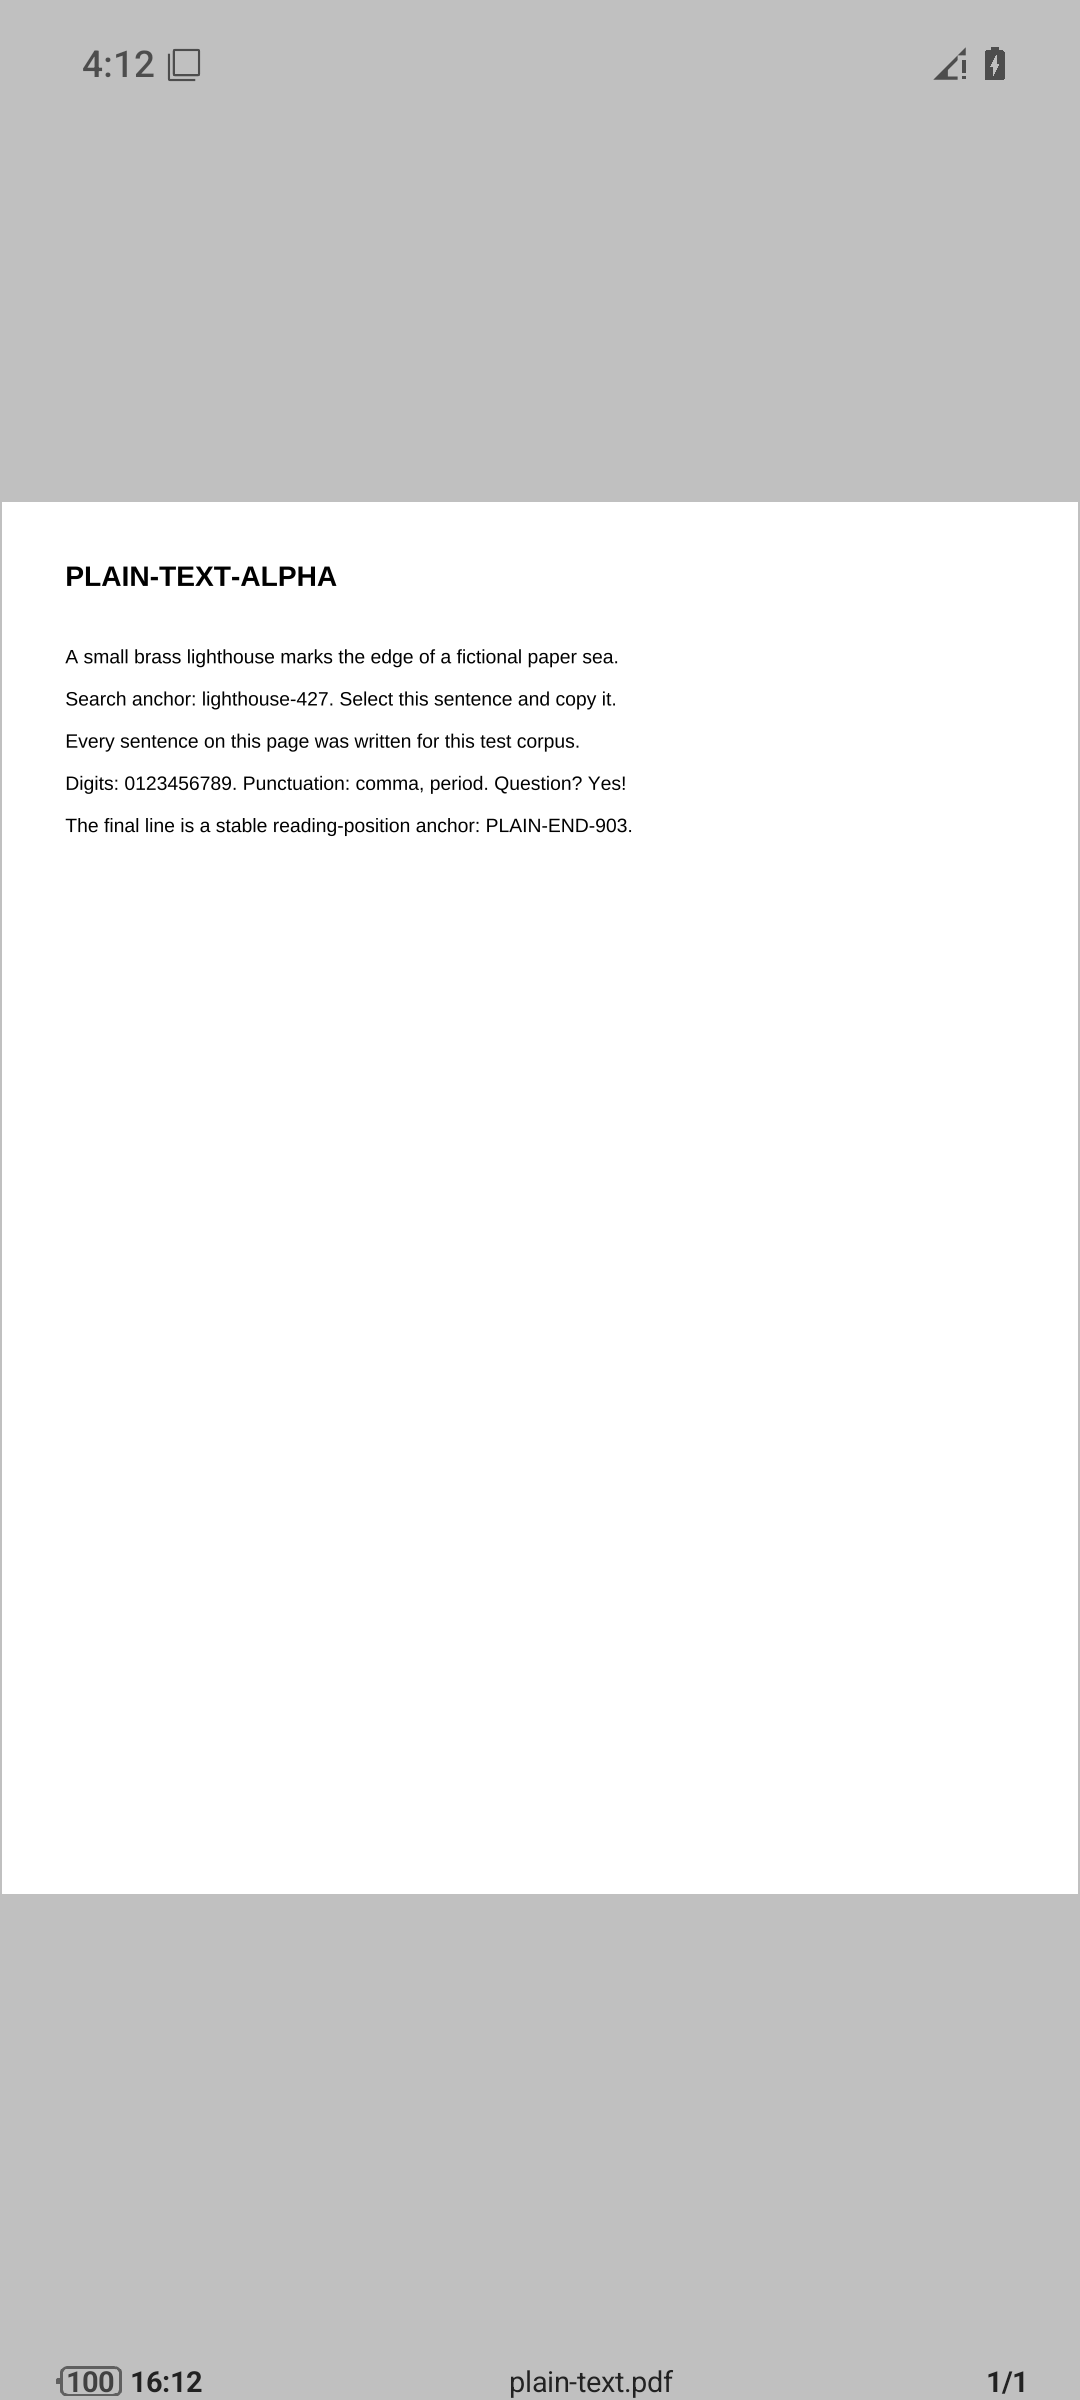 4:12
PLAIN-TEXT-ALPHA
A small brass lighthouse marks the edge of a fictional paper sea.
Search anchor: lighthouse-427. Select this sentence and copy it.
Every sentence on this page was written for this test corpus.
Digits: 0123456789. Punctuation: comma, period. Question? Yes!
The final line is a stable reading-position anchor: PLAIN-END-903.
100 16:12 plain-text.pdf 1/1